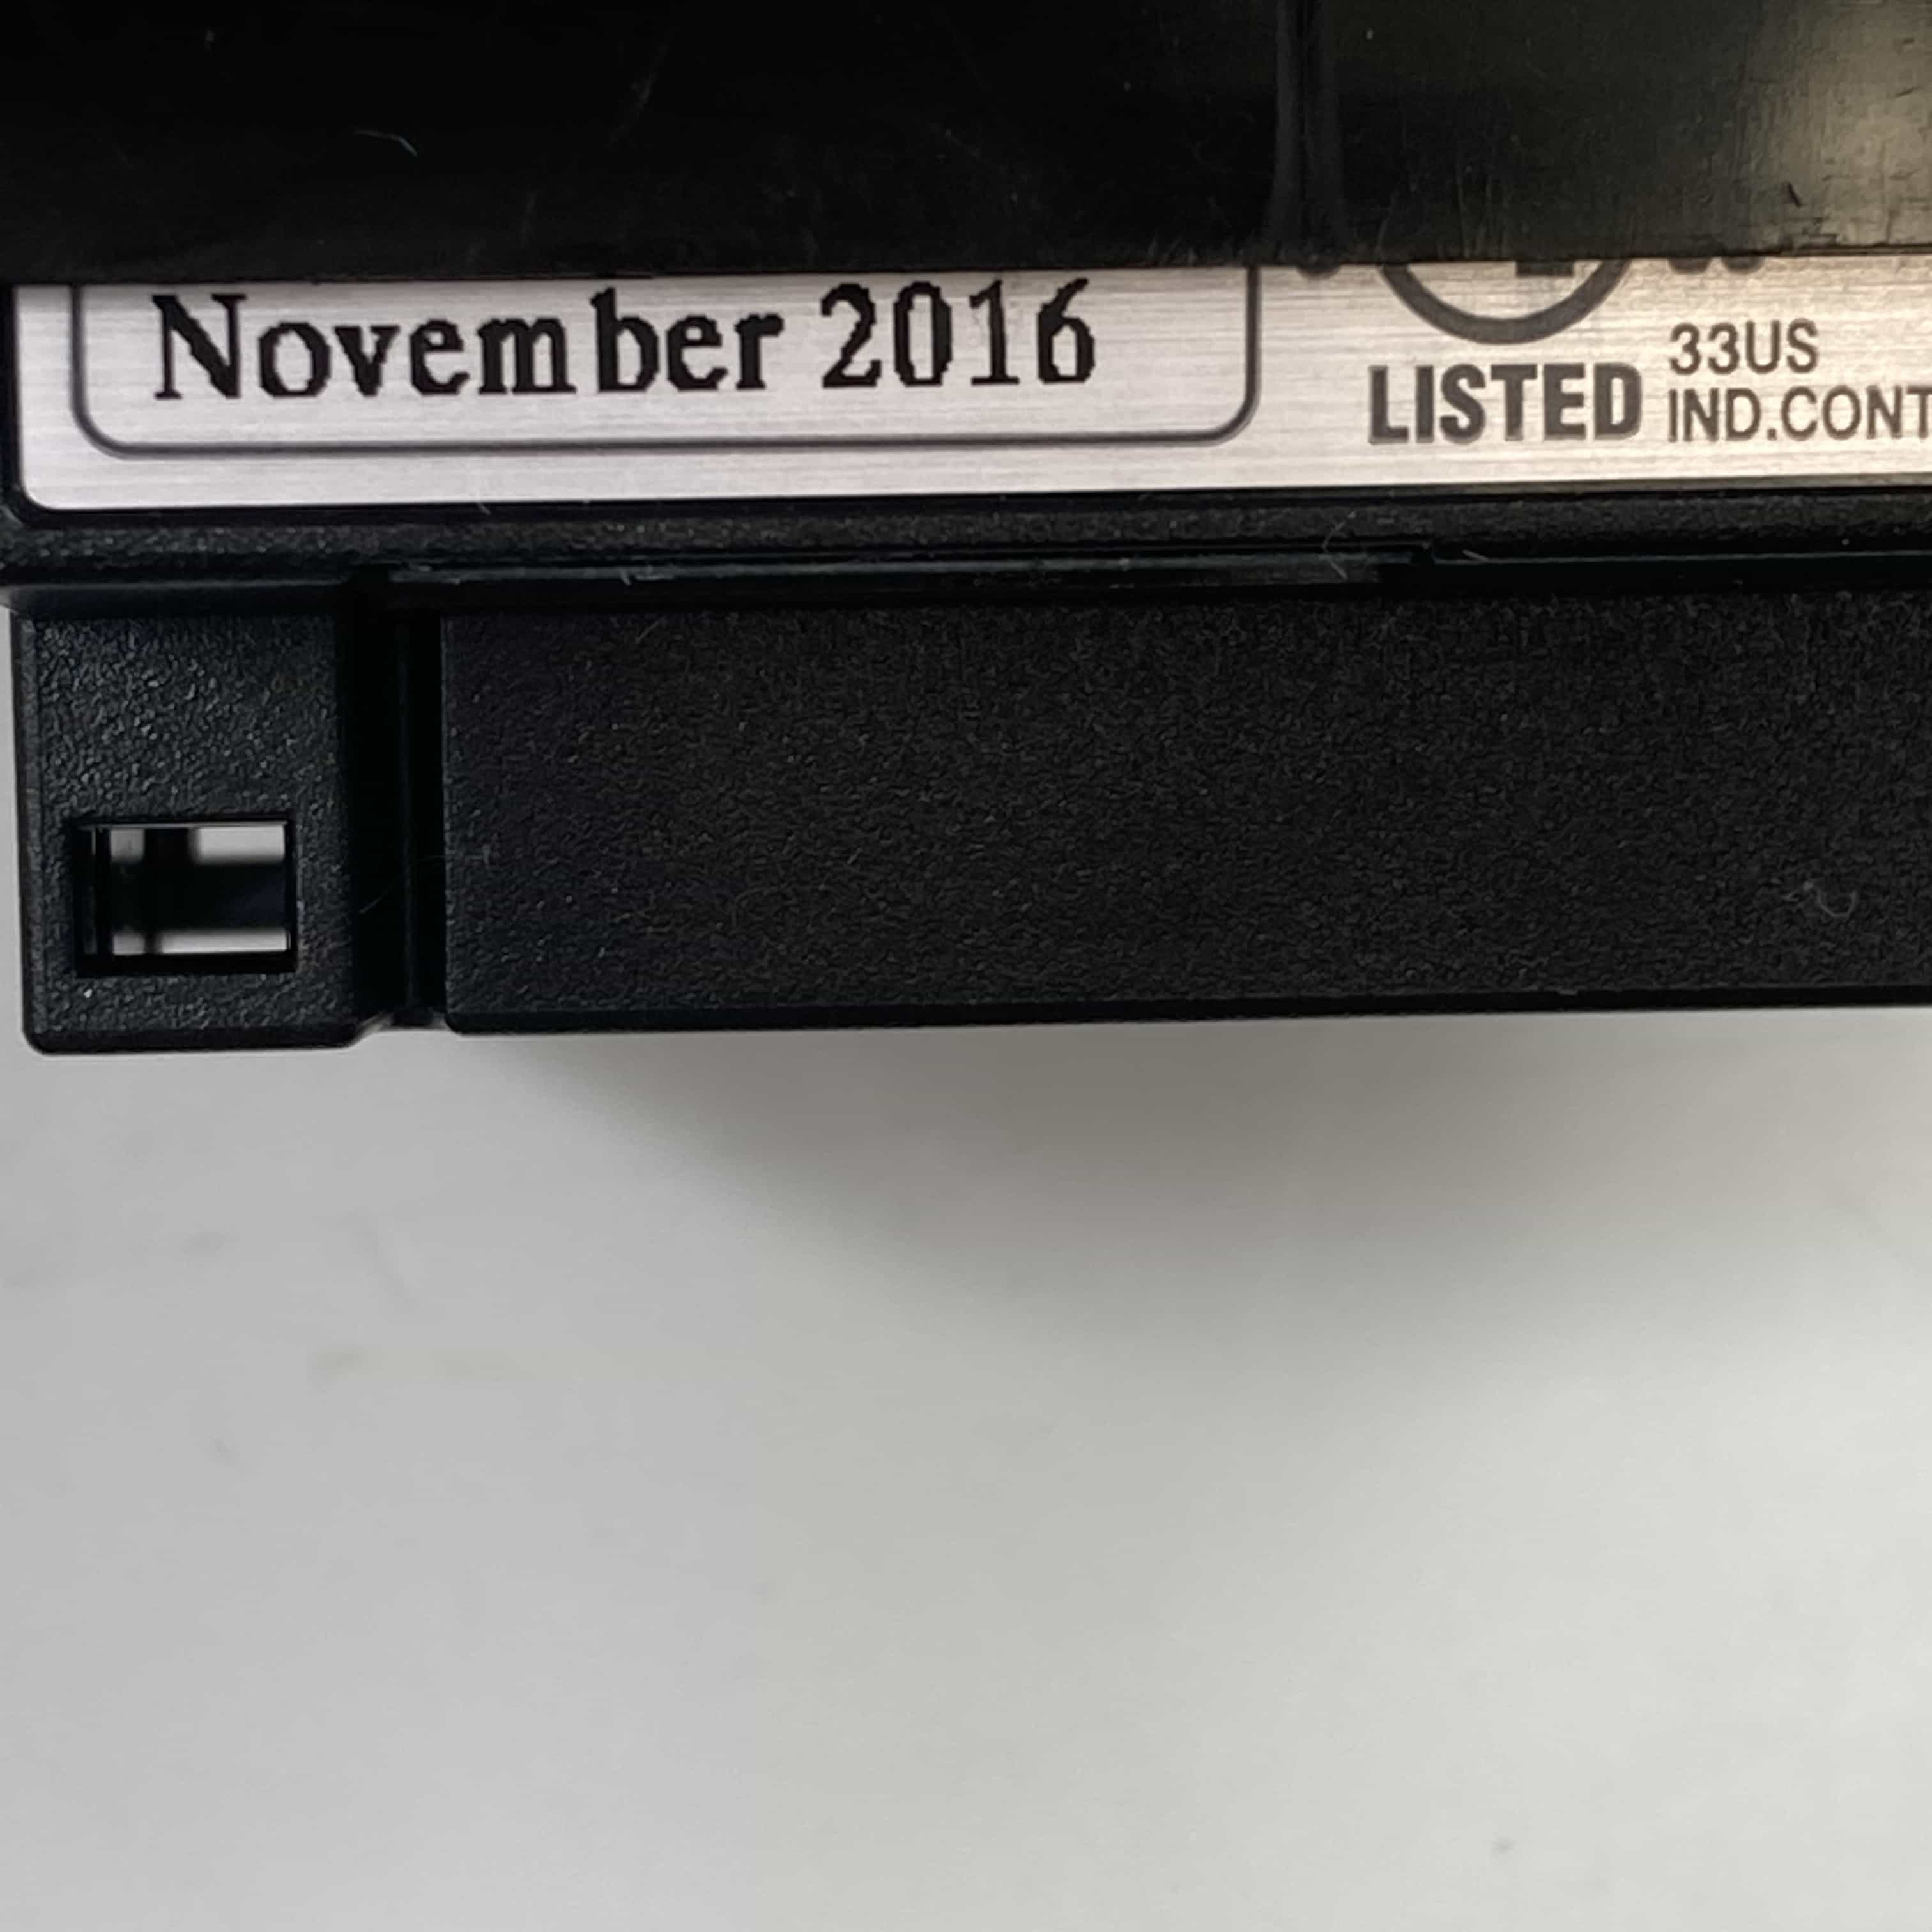 November 2016
LISTED
33US
IND.CONT